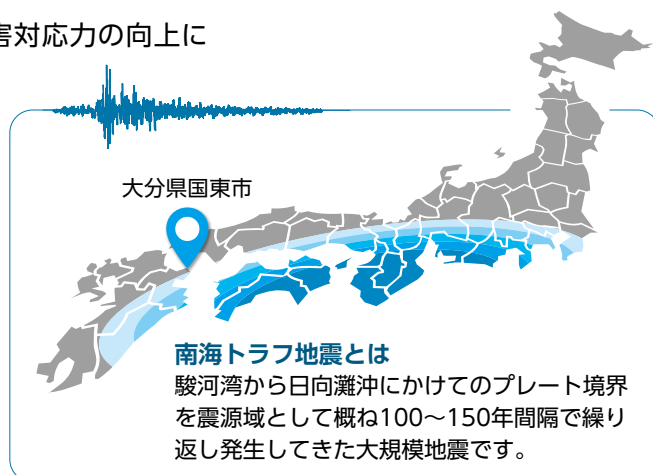 害対応力の向上に
大分県国東市
南海トラフ地震とは
駿河湾から日向灘沖にかけてのプレート境界
を震源域として概ね100〜150年間隔で繰り
返し発生してきた大規模地震です。